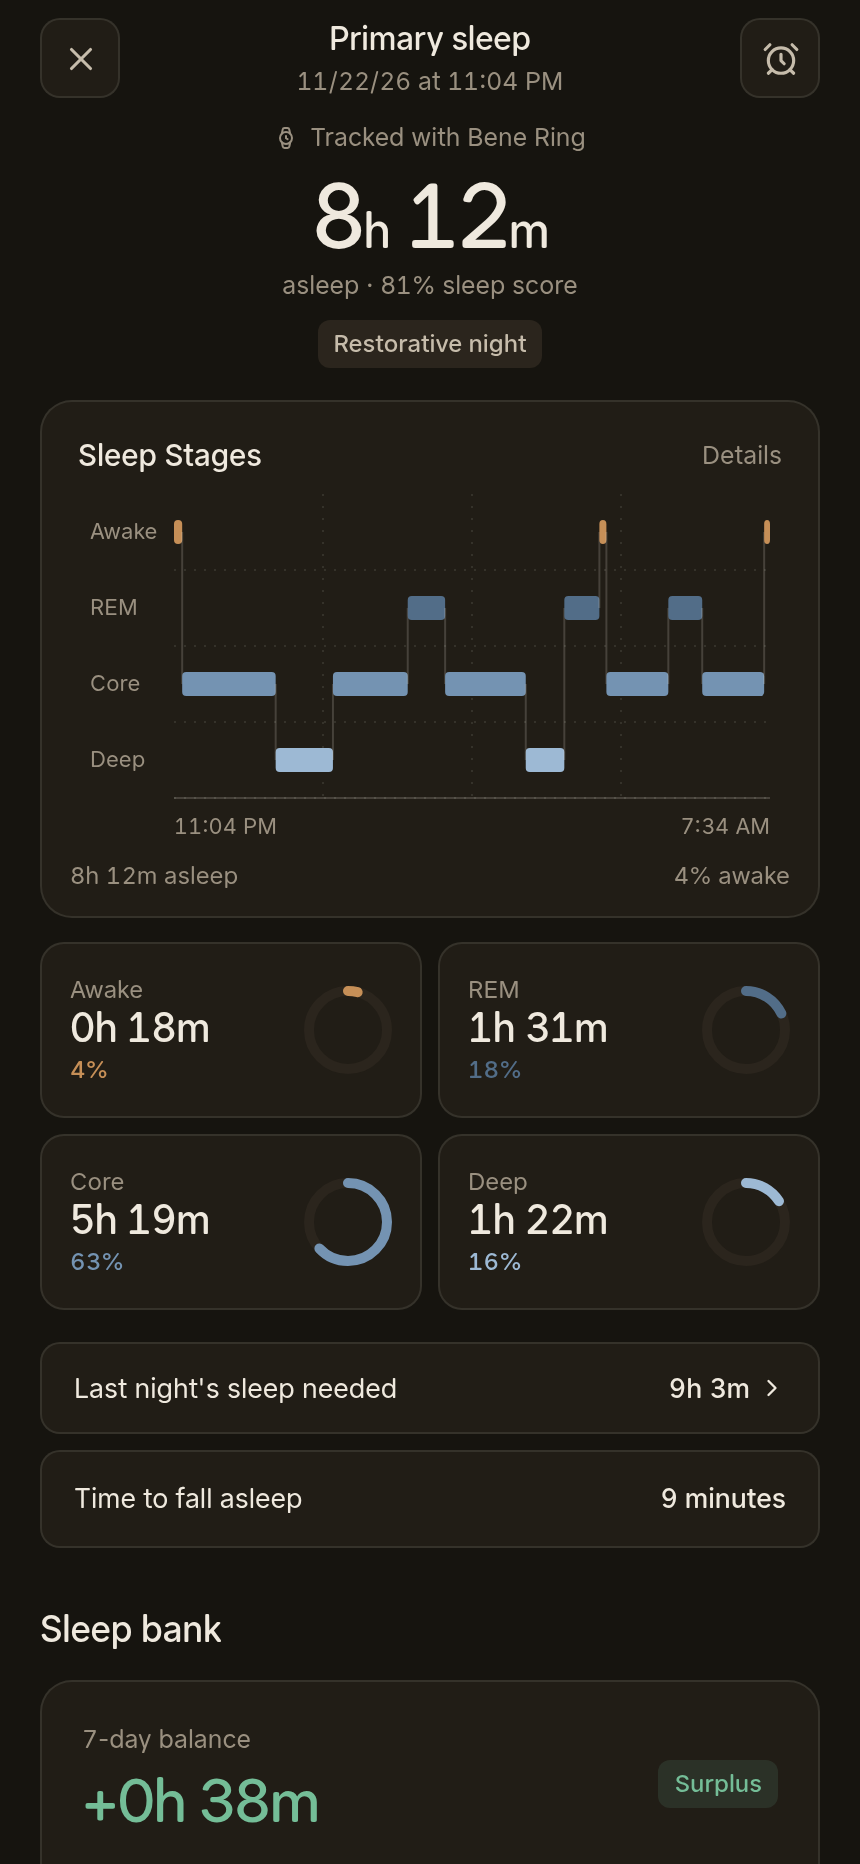 Primary sleep
11/22/26 at 11:04 PM
Tracked with Bene Ring
8h 12m
asleep · 81% sleep score
Restorative night
Sleep Stages
Details
Awake
REM
Core
Deep
11:04 PM
7:34 AM
8h 12m asleep
4% awake
Awake
0h 18m
4%
REM
1h 31m
18%
Core
5h 19m
63%
Deep
1h 22m
16%
Last night's sleep needed
9h 3m
Time to fall asleep
9 minutes
Sleep bank
7-day balance
+0h 38m
Surplus